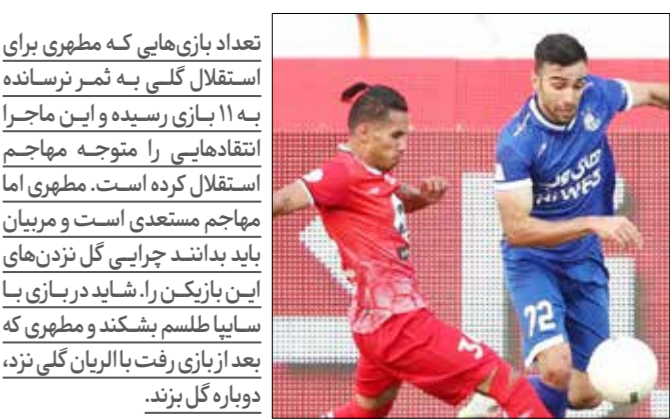 تعداد بازی‌هایی که مطهری برای
استقلال گلی به ثمر نرسانده
به ۱۱ بازی رسیده و این ماجرا
انتقادهایی را متوجه مهاجم
استقلال کرده است. مطهری اما
مهاجم مستعدی است و مربیان
باید بدانند چرایی گل نزدن‌های
این بازیکن را. شاید در بازی با
سایپا طلسم بشکند و مطهری که
بعد از بازی رفت با الریان گلی نزد،
دوباره گل بزند.
HiWEB
72
3